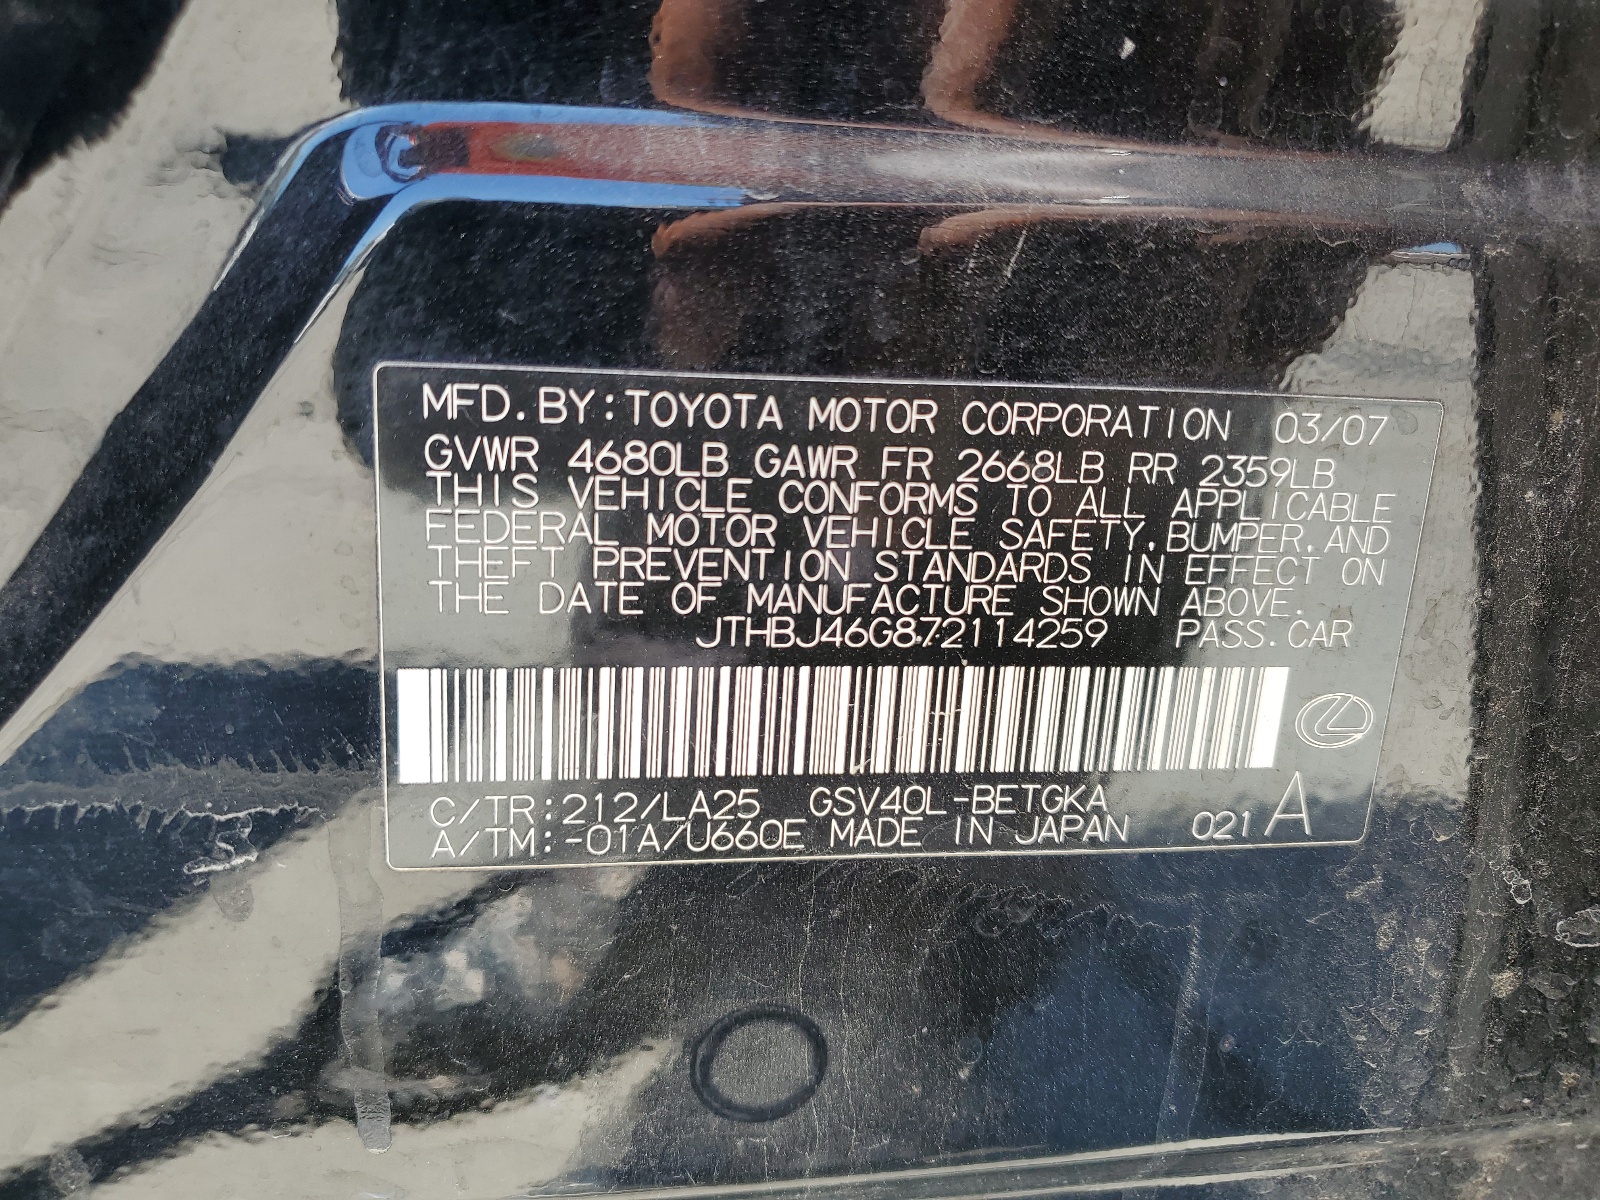 MFD. BY: TOYOTA MOTOR CORPORATION 03/07
GVWR 4680LB GAWR FR 2668LB RR 2359LB
THIS VEHICLE CONFORMS TO ALL APPLICABLE
FEDERAL MOTOR VEHICLE SAFETY, BUMPER, AND
THEFT PREVENTION STANDARDS IN EFFECT ON
THE DATE OF MANUFACTURE SHOWN ABOVE.
JTHBJ46G872114259 PASS. CAR
C/TR: 212/LA25 GSV40L-BETGKA
A/TM: -01A/U660E MADE IN JAPAN 021 A